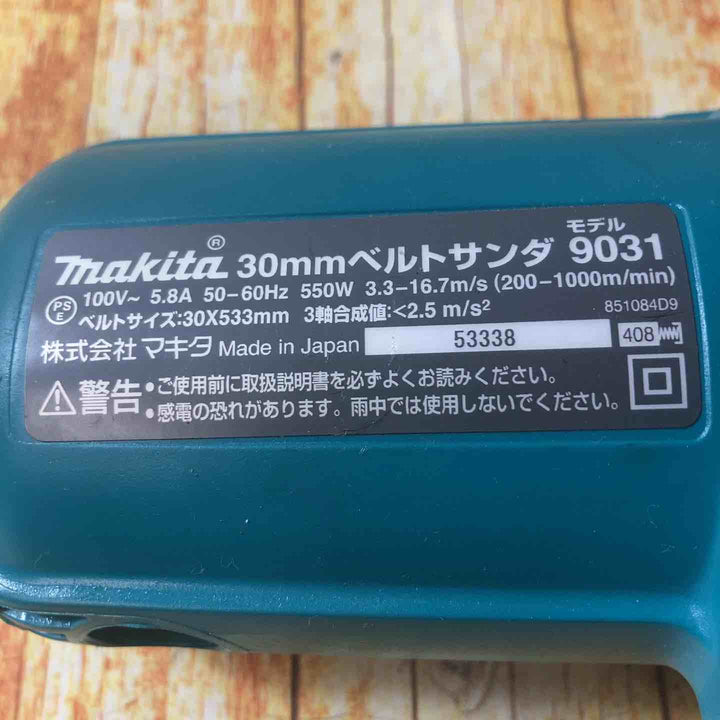 makita® 30mmベルトサンダ モデル 9031
PSE 100V~ 5.8A 50-60Hz 550W 3.3-16.7m/s (200-1000m/min)
ベルトサイズ:30X533mm 3軸合成値:<2.5 m/s² 851084D9
株式会社 マキタ Made in Japan 53338 408
警告 •ご使用前に取扱説明書を必ずよくお読みください。
•感電の恐れがあります。雨中では使用しないでください。